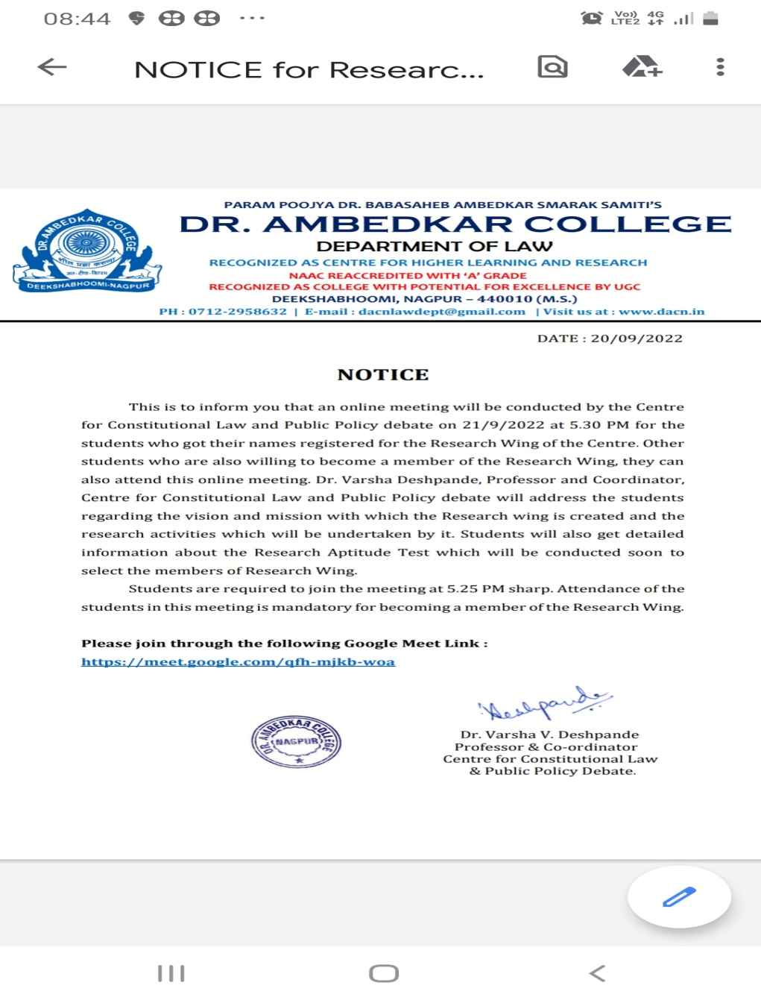 08:44
Vo))
LTE2
4G
NOTICE for Researc...
PARAM POOJYA DR. BABASAHEB AMBEDKAR SMARAK SAMITI'S
DR. AMBEDKAR COLLEGE
DEPARTMENT OF LAW
RECOGNIZED AS CENTRE FOR HIGHER LEARNING AND RESEARCH
NAAC REACCREDITED WITH 'A' GRADE
RECOGNIZED AS COLLEGE WITH POTENTIAL FOR EXCELLENCE BY UGC
DEEKSHABHOOMI, NAGPUR – 440010 (M.S.)
PH : 0712-2958632 | E-mail : dacnlawdept@gmail.com | Visit us at : www.dacn.in
DR. AMBEDKAR COLLEGE
शील प्रज्ञा करुणा
DEEKSHABHOOMI-NAGPUR
DATE : 20/09/2022
NOTICE
This is to inform you that an online meeting will be conducted by the Centre
for Constitutional Law and Public Policy debate on 21/9/2022 at 5.30 PM for the
students who got their names registered for the Research Wing of the Centre. Other
students who are also willing to become a member of the Research Wing, they can
also attend this online meeting. Dr. Varsha Deshpande, Professor and Coordinator,
Centre for Constitutional Law and Public Policy debate will address the students
regarding the vision and mission with which the Research wing is created and the
research activities which will be undertaken by it. Students will also get detailed
information about the Research Aptitude Test which will be conducted soon to
select the members of Research Wing.
Students are required to join the meeting at 5.25 PM sharp. Attendance of the
students in this meeting is mandatory for becoming a member of the Research Wing.
Please join through the following Google Meet Link :
https://meet.google.com/qfh-mjkb-woa
DR. AMBEDKAR COLLEGE
NAGPUR
Deshpande
Dr. Varsha V. Deshpande
Professor & Co-ordinator
Centre for Constitutional Law
& Public Policy Debate.